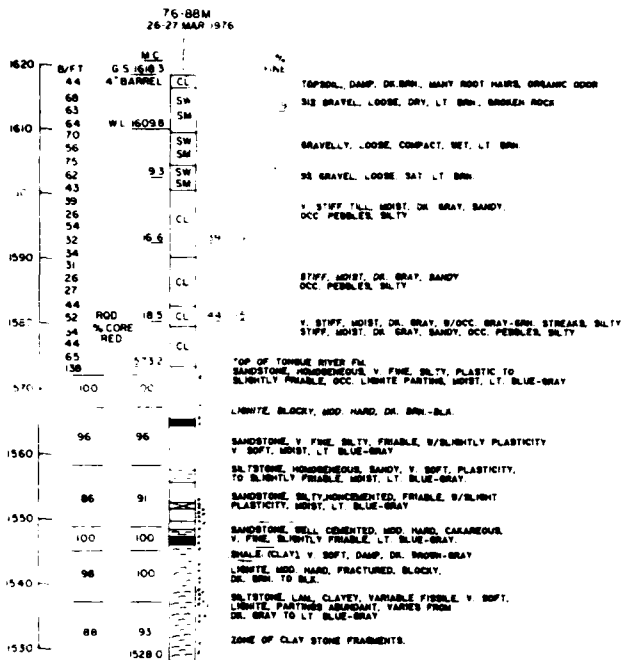 76-88M
26-27 MAR 1976
M.C.
%
FINE
1620
B/FT
G.S. 1618.3
44
4" BARREL
CL
TOPSOIL, DAMP, DK.BRN., MANY ROOT HAIRS, ORGANIC ODOR
68
SW
63
SM
GRAVEL, LOOSE, DRY, LT. BRN., BROKEN ROCK
64
W.L. 1609.8
1610
70
SW
56
SM
GRAVELLY, LOOSE, COMPACT, WET, LT. BRN.
75
62
9.3
SW
43
SM
GRAVEL, LOOSE, SAT. LT. BRN.
39
26
CL
V. STIFF TILL, MOIST, DK. GRAY, SANDY,
OCC. PEBBLES, SILTY
54
32
16.6
34
1590
31
26
CL
STIFF, MOIST, DK. GRAY, SANDY
OCC. PEBBLES, SILTY
27
44
52
RQD
18.5
CL
44
V. STIFF, MOIST, DK. GRAY, W/OCC. GRAY-GRN. STREAKS, SILTY
34
% CORE
STIFF, MOIST, DK. GRAY, SANDY, OCC. PEBBLES, SILTY
44
RED.
CL
65
138
TOP OF TONGUE RIVER FM.
SANDSTONE, HOMOGENEOUS, V. FINE, SILTY, PLASTIC TO
SLIGHTLY FRIABLE, OCC. LIGNITE PARTING, MOIST, LT. BLUE-GRAY
100
LIGNITE, BLOCKY, MOD. HARD, DK. BRN.-BLK.
96 96
SANDSTONE, V. FINE, SILTY, FRIABLE, W/SLIGHTLY PLASTICITY
V. SOFT, MOIST, LT. BLUE-GRAY
1560
SILTSTONE, HOMOGENEOUS, SANDY, V. SOFT, PLASTICITY,
TO SLIGHTLY FRIABLE, MOIST, LT. BLUE-GRAY.
86 91
SANDSTONE, SILTY,NONCEMENTED, FRIABLE, W/SLIGHT
PLASTICITY, MOIST, LT. BLUE-GRAY.
1550
100 100
SANDSTONE, WELL CEMENTED, MOD. HARD, CAKAREOUS,
V. FINE, SLIGHTLY FRIABLE, LT. BLUE-GRAY.
SHALE (CLAY) V. SOFT, DAMP, DK. BROWN-GRAY
98 100
LIGNITE, MOD. HARD, FRACTURED, BLOCKY,
DK. BRN. TO BLK.
1540
SILTSTONE, LAM., CLAYEY, VARIABLE FISSILE, V. SOFT,
LIGNITE, PARTINGS ABUNDANT, VARIES FROM
DK. GRAY TO LT. BLUE-GRAY
88 93
ZONE OF CLAY STONE FRAGMENTS.
1530
1528.0